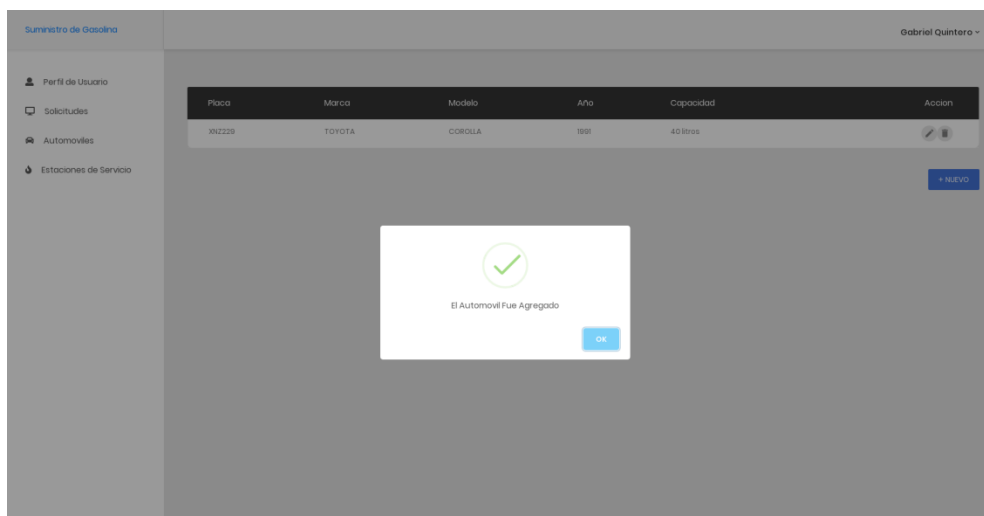 Suministro de Gasolina
Gabriel Quintero
Perfil de Usuario
Solicitudes
Automoviles
Estaciones de Servicio
Placa Marca Modelo Año Capacidad Accion
XNZ229 TOYOTA COROLLA 1991 40 litros.
+ NUEVO
El Automovil Fue Agregado
OK